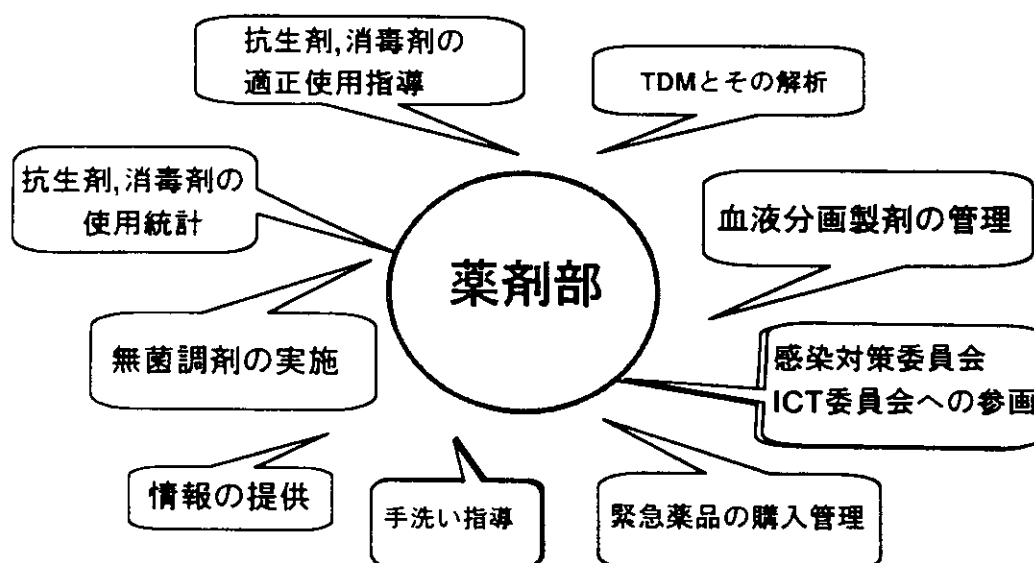 抗生剤,消毒剤の
適正使用指導
TDMとその解析
抗生剤,消毒剤の
使用統計
血液分画製剤の管理
薬剤部
無菌調剤の実施
感染対策委員会
ICT委員会への参画
情報の提供
手洗い指導
緊急薬品の購入管理